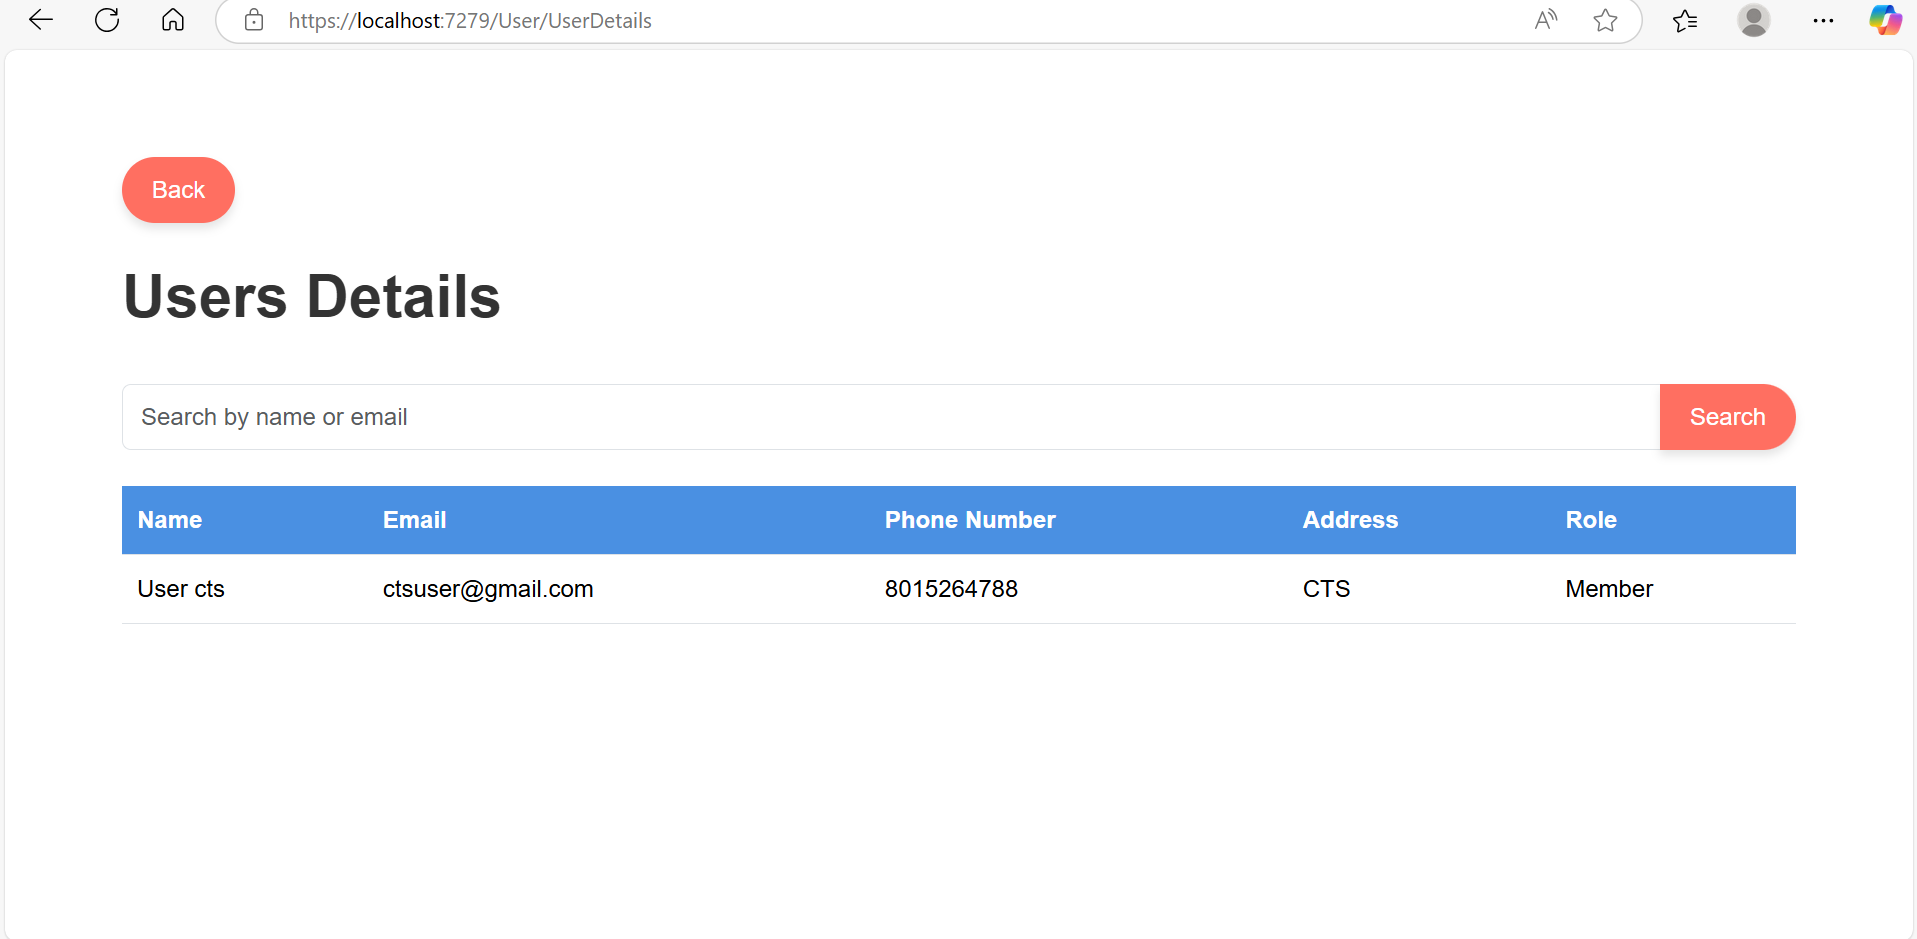 https://localhost:7279/User/UserDetails
Back
Users Details
Search by name or email Search
Name Email Phone Number Address Role
User cts ctsuser@gmail.com 8015264788 CTS Member